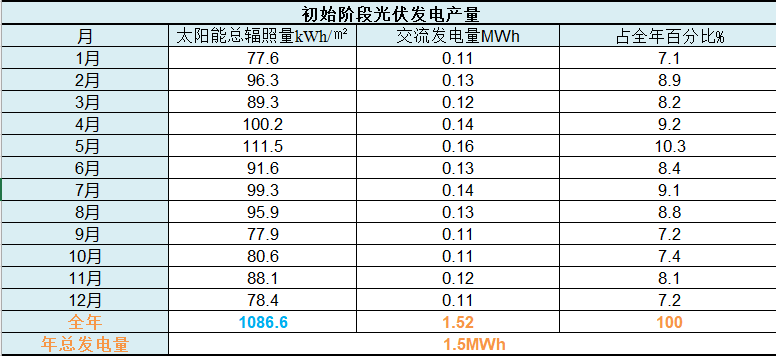 初始阶段光伏发电产量
月 太阳能总辐照量kWh/㎡ 交流发电量MWh 占全年百分比%
1月 77.6 0.11 7.1
2月 96.3 0.13 8.9
3月 89.3 0.12 8.2
4月 100.2 0.14 9.2
5月 111.5 0.16 10.3
6月 91.6 0.13 8.4
7月 99.3 0.14 9.1
8月 95.9 0.13 8.8
9月 77.9 0.11 7.2
10月 80.6 0.11 7.4
11月 88.1 0.12 8.1
12月 78.4 0.11 7.2
全年 1086.6 1.52 100
年总发电量 1.5MWh